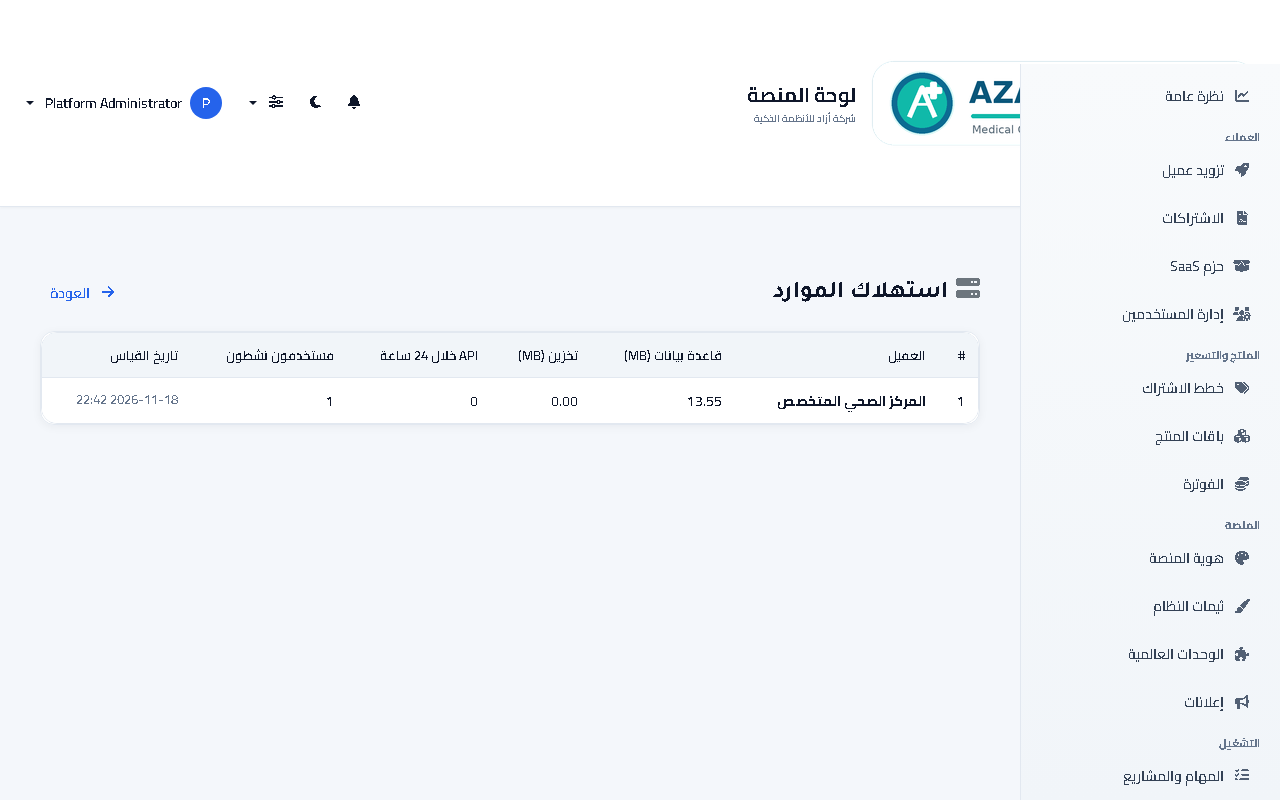 AZA
Medical
لوحة المنصة
شركة أزاد للأنظمة الذكية
P
Platform Administrator
نظرة عامة
العملاء
تزويد عميل
الاشتراكات
حزم SaaS
إدارة المستخدمين
المنتج والتسعير
خطط الاشتراك
باقات المنتج
الفوترة
المنصة
هوية المنصة
ثيمات النظام
الوحدات العالمية
إعلانات
التشغيل
المهام والمشاريع
استهلاك الموارد
العودة
# العميل قاعدة بيانات (MB) تخزين (MB) API خلال 24 ساعة مستخدمون نشطون تاريخ القياس
1 المركز الصحي المتخصص 13.55 0.00 0 1 2026-11-18 22:42